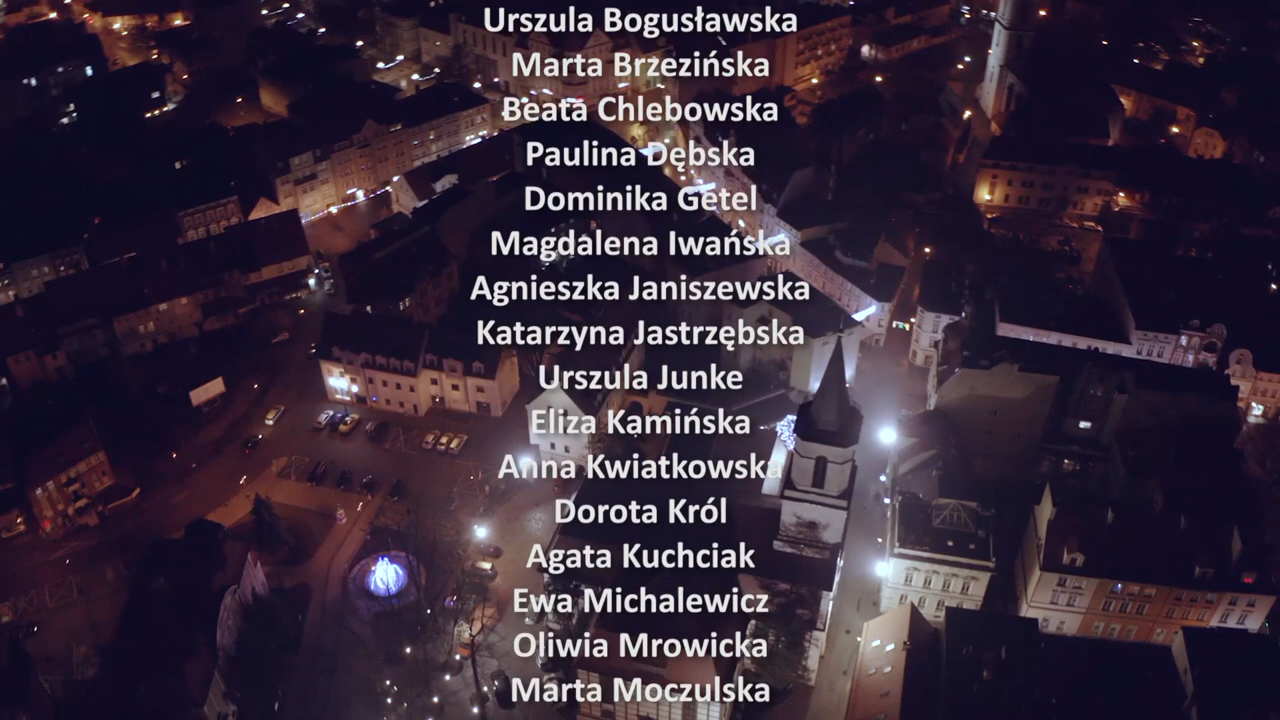 Urszula Bogusławska
Marta Brzezińska
Beata Chlebowska
Paulina Dębska
Dominika Getel
Magdalena Iwańska
Agnieszka Janiszewska
Katarzyna Jastrzębska
Urszula Junke
Eliza Kamińska
Anna Kwiatkowska
Dorota Król
Agata Kuchciak
Ewa Michalewicz
Oliwia Mrowicka
Marta Moczulska